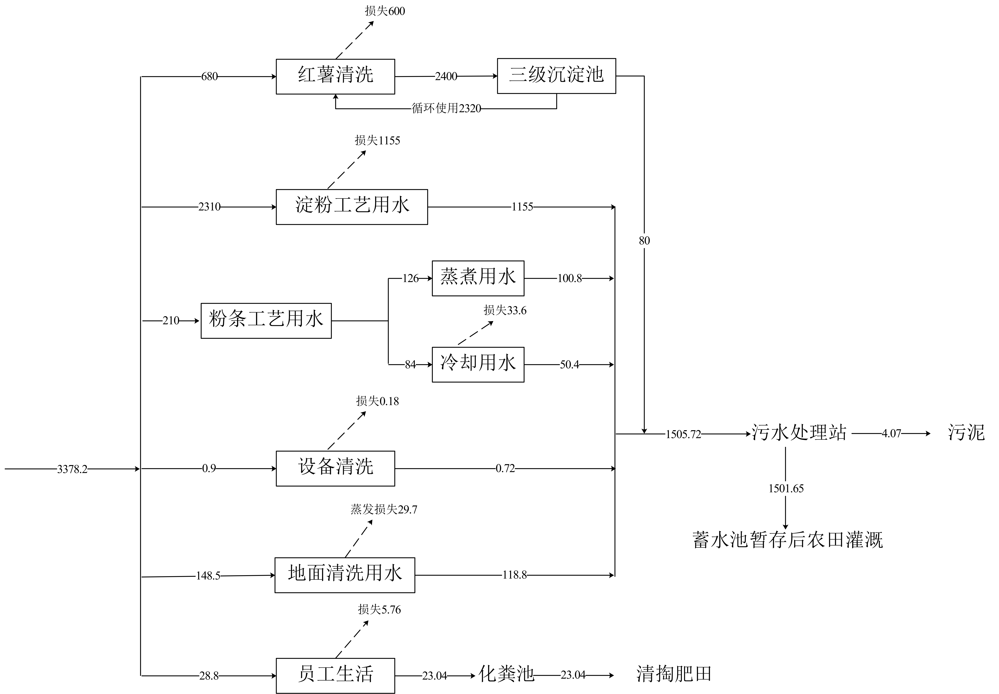 损失600
680
红薯清洗
2400
三级沉淀池
循环使用2320
损失1155
2310
淀粉工艺用水
1155
80
126
蒸煮用水
100.8
210
粉条工艺用水
损失33.6
84
冷却用水
50.4
损失0.18
3378.2
0.9
设备清洗
0.72
1505.72
污水处理站
4.07
污泥
1501.65
蒸发损失29.7
148.5
地面清洗用水
118.8
蓄水池暂存后农田灌溉
损失5.76
28.8
员工生活
23.04
化粪池
23.04
清掏肥田